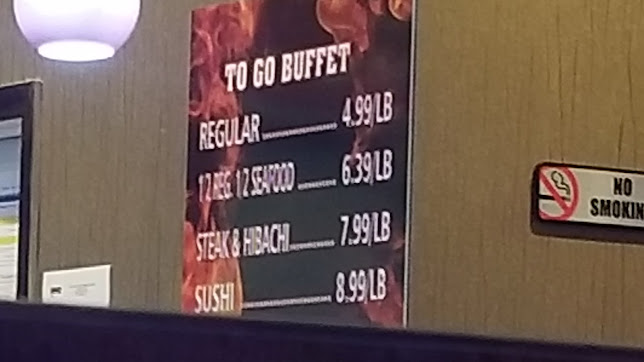 TO GO BUFFET
REGULAR .................... 4.99/LB
1/2 REG. 1/2 SEAFOOD ........... 6.39/LB
STEAK & HIBACHI ............ 7.99/LB
SUSHI ........................ 8.99/LB
NO
SMOKIN